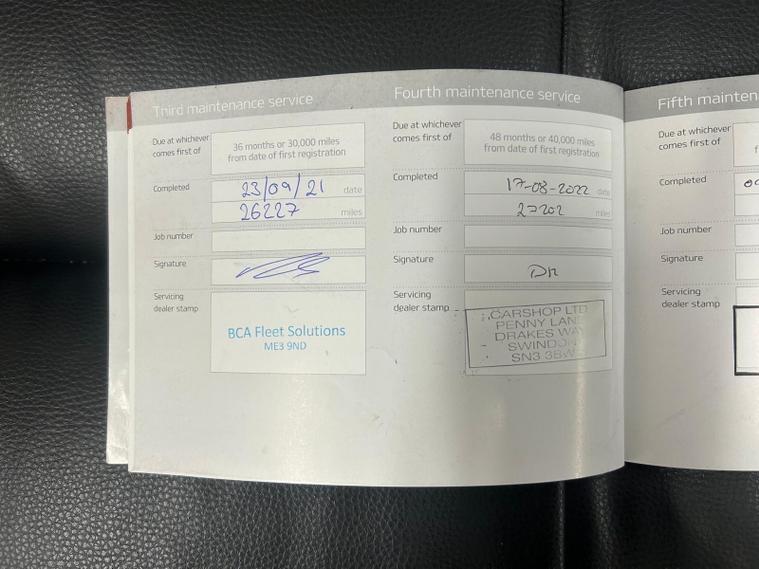 Third maintenance service
Due at whichever
comes first of
36 months or 30,000 miles
from date of first registration
Completed
23/09/21 date
26227 miles
Job number
Signature
Servicing
dealer stamp
BCA Fleet Solutions
ME3 9ND
Fourth maintenance service
Due at whichever
comes first of
48 months or 40,000 miles
from date of first registration
Completed
17-08-2022 date
27202 miles
Job number
Signature
Servicing
dealer stamp
CARSHOP LTD
PENNY LANE
DRAKES WAY
SWINDON
SN3 3BW
Fifth mainten
Due at whichever
comes first of
f
Completed
Job number
Signature
Servicing
dealer stamp